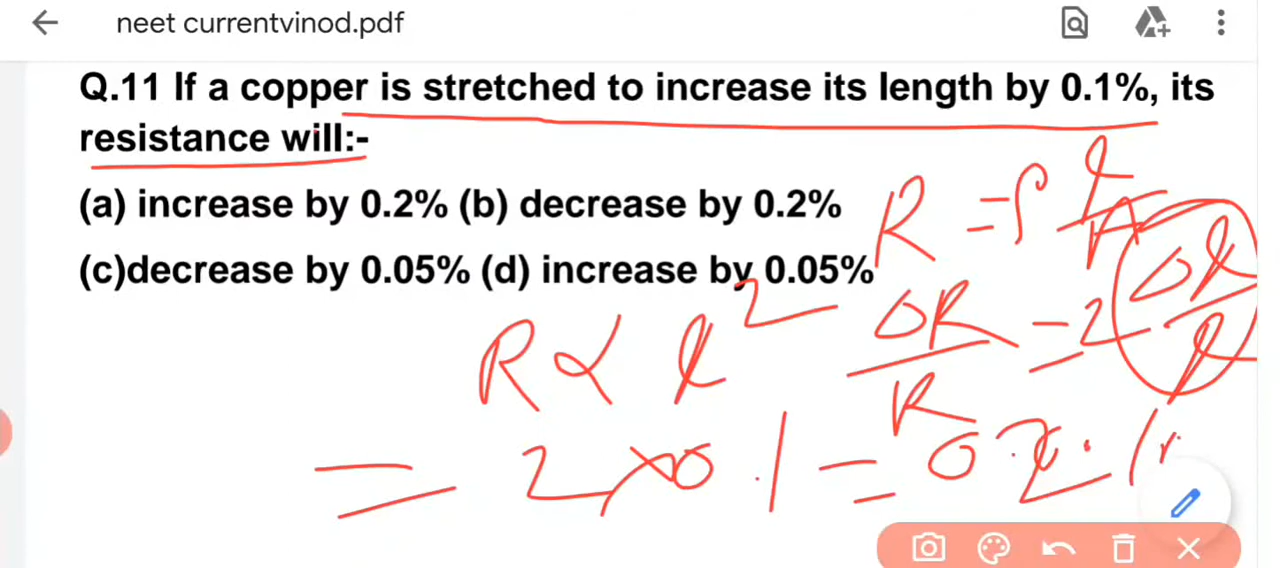 neet currentvinod.pdf
Q.11 If a copper is stretched to increase its length by 0.1%, its
resistance will:-
(a) increase by 0.2% (b) decrease by 0.2%
(c)decrease by 0.05% (d) increase by 0.05%
R = ρ l/A
R ∝ l² ΔR/R = 2 Δl/l
= 2 × 0.1 = 0.2